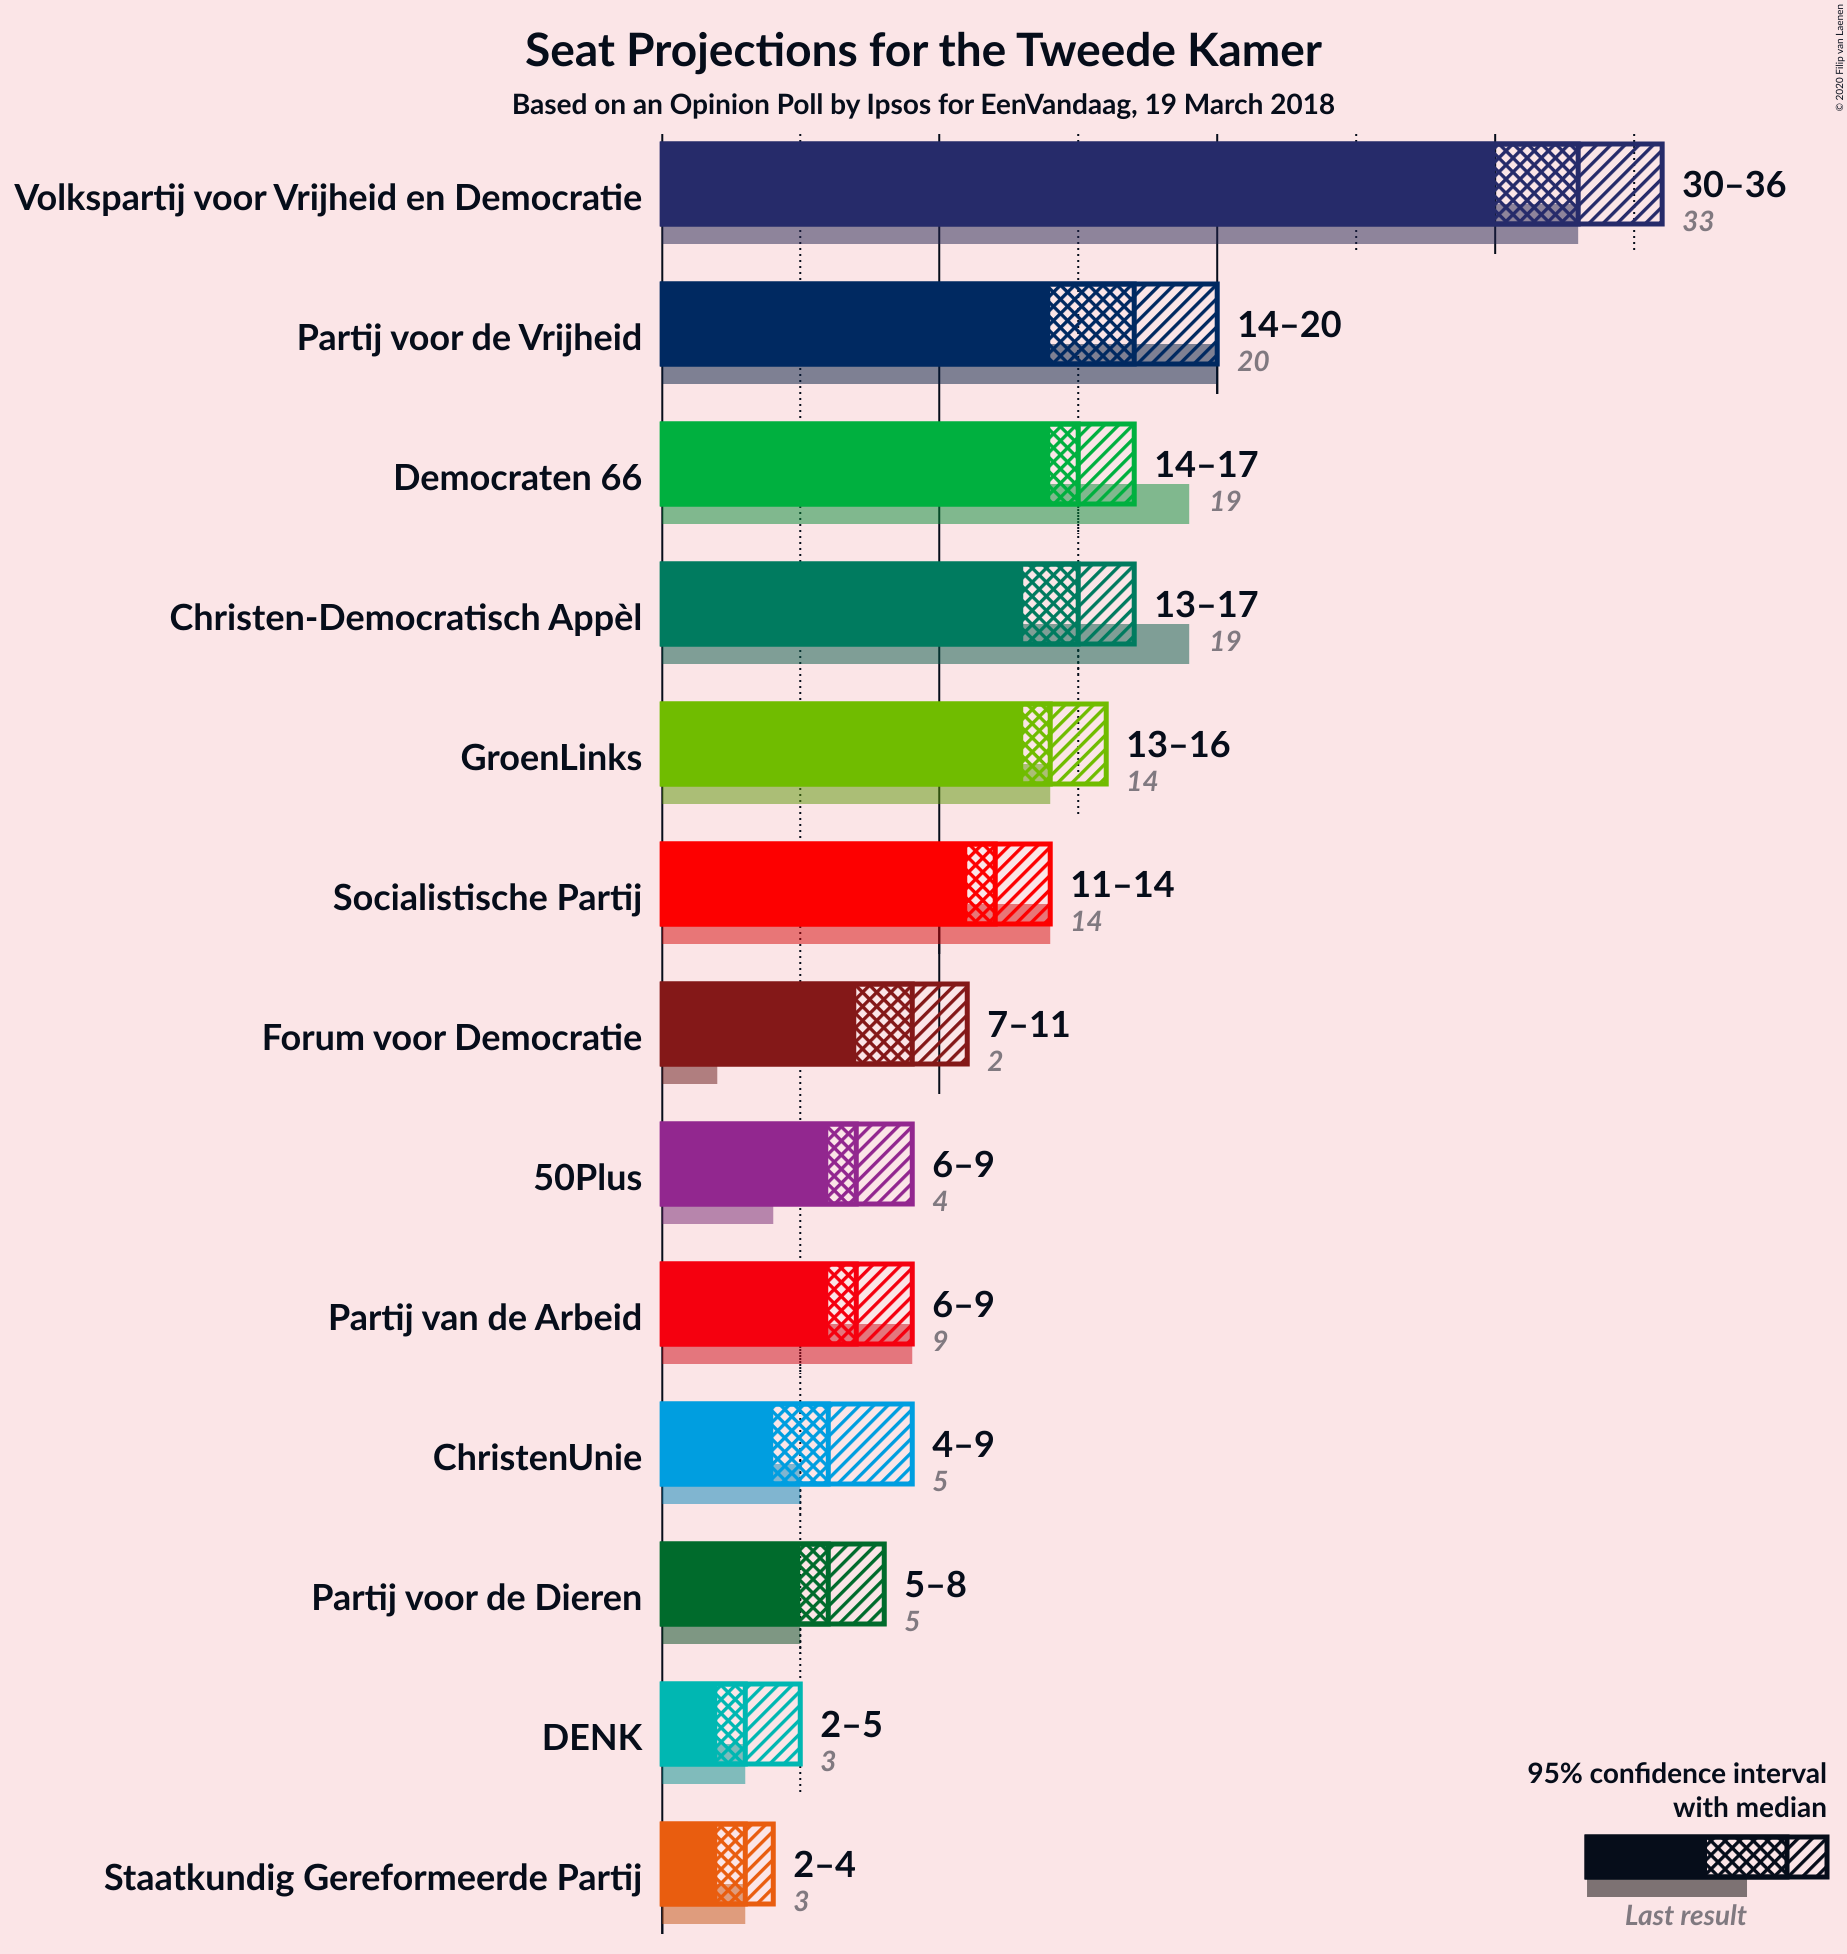 Seat Projections for the Tweede Kamer
Based on an Opinion Poll by Ipsos for EenVandaag, 19 March 2018
© 2020 Filip van Laenen
Volkspartij voor Vrijheid en Democratie
30–36
33
Partij voor de Vrijheid
14–20
20
Democraten 66
14–17
19
Christen-Democratisch Appèl
13–17
19
GroenLinks
13–16
14
Socialistische Partij
11–14
14
Forum voor Democratie
7–11
2
50Plus
6–9
4
Partij van de Arbeid
6–9
9
ChristenUnie
4–9
5
Partij voor de Dieren
5–8
5
DENK
2–5
3
Staatkundig Gereformeerde Partij
2–4
3
95% confidence interval
with median
Last result